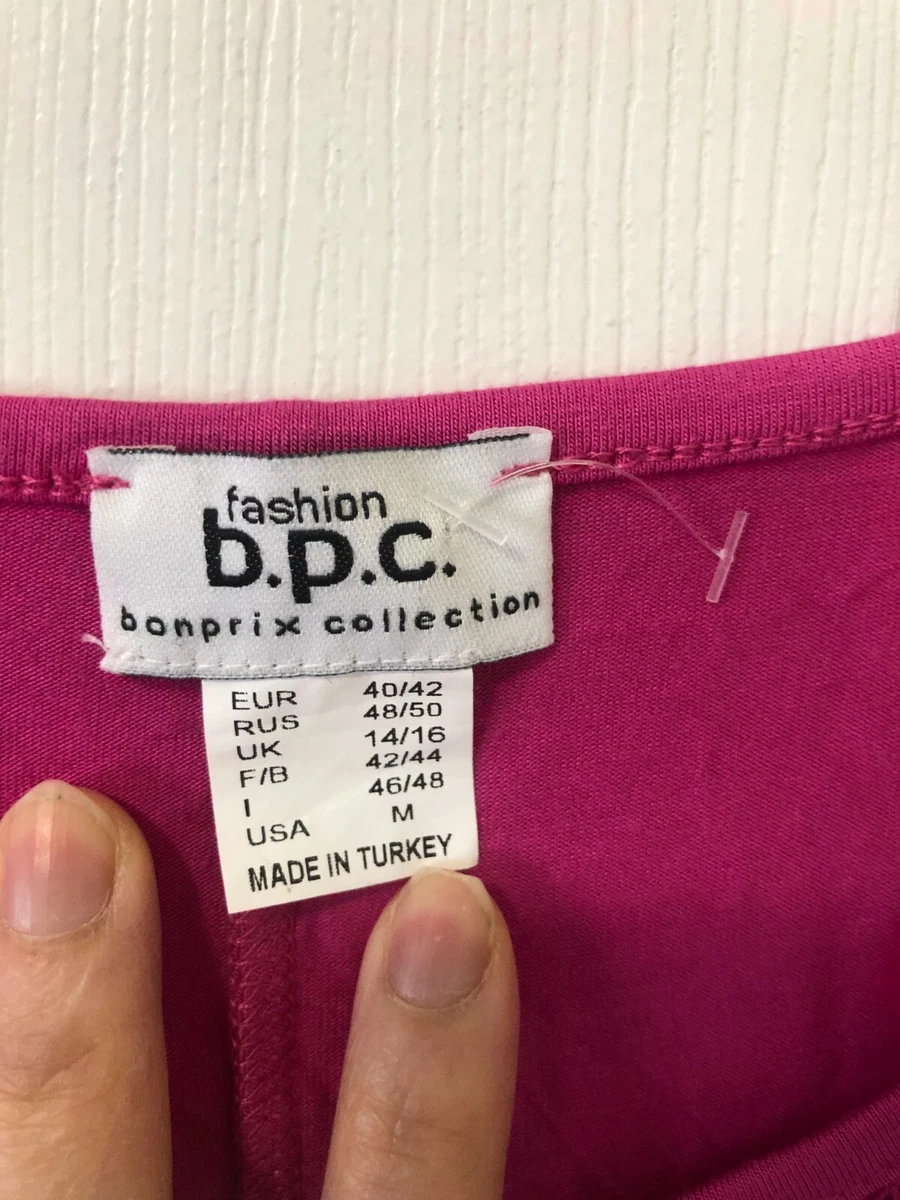 fashion
b.p.c.
bonprix collection
EUR 40/42
RUS 48/50
UK 14/16
F/B 42/44
I 46/48
USA M
MADE IN TURKEY